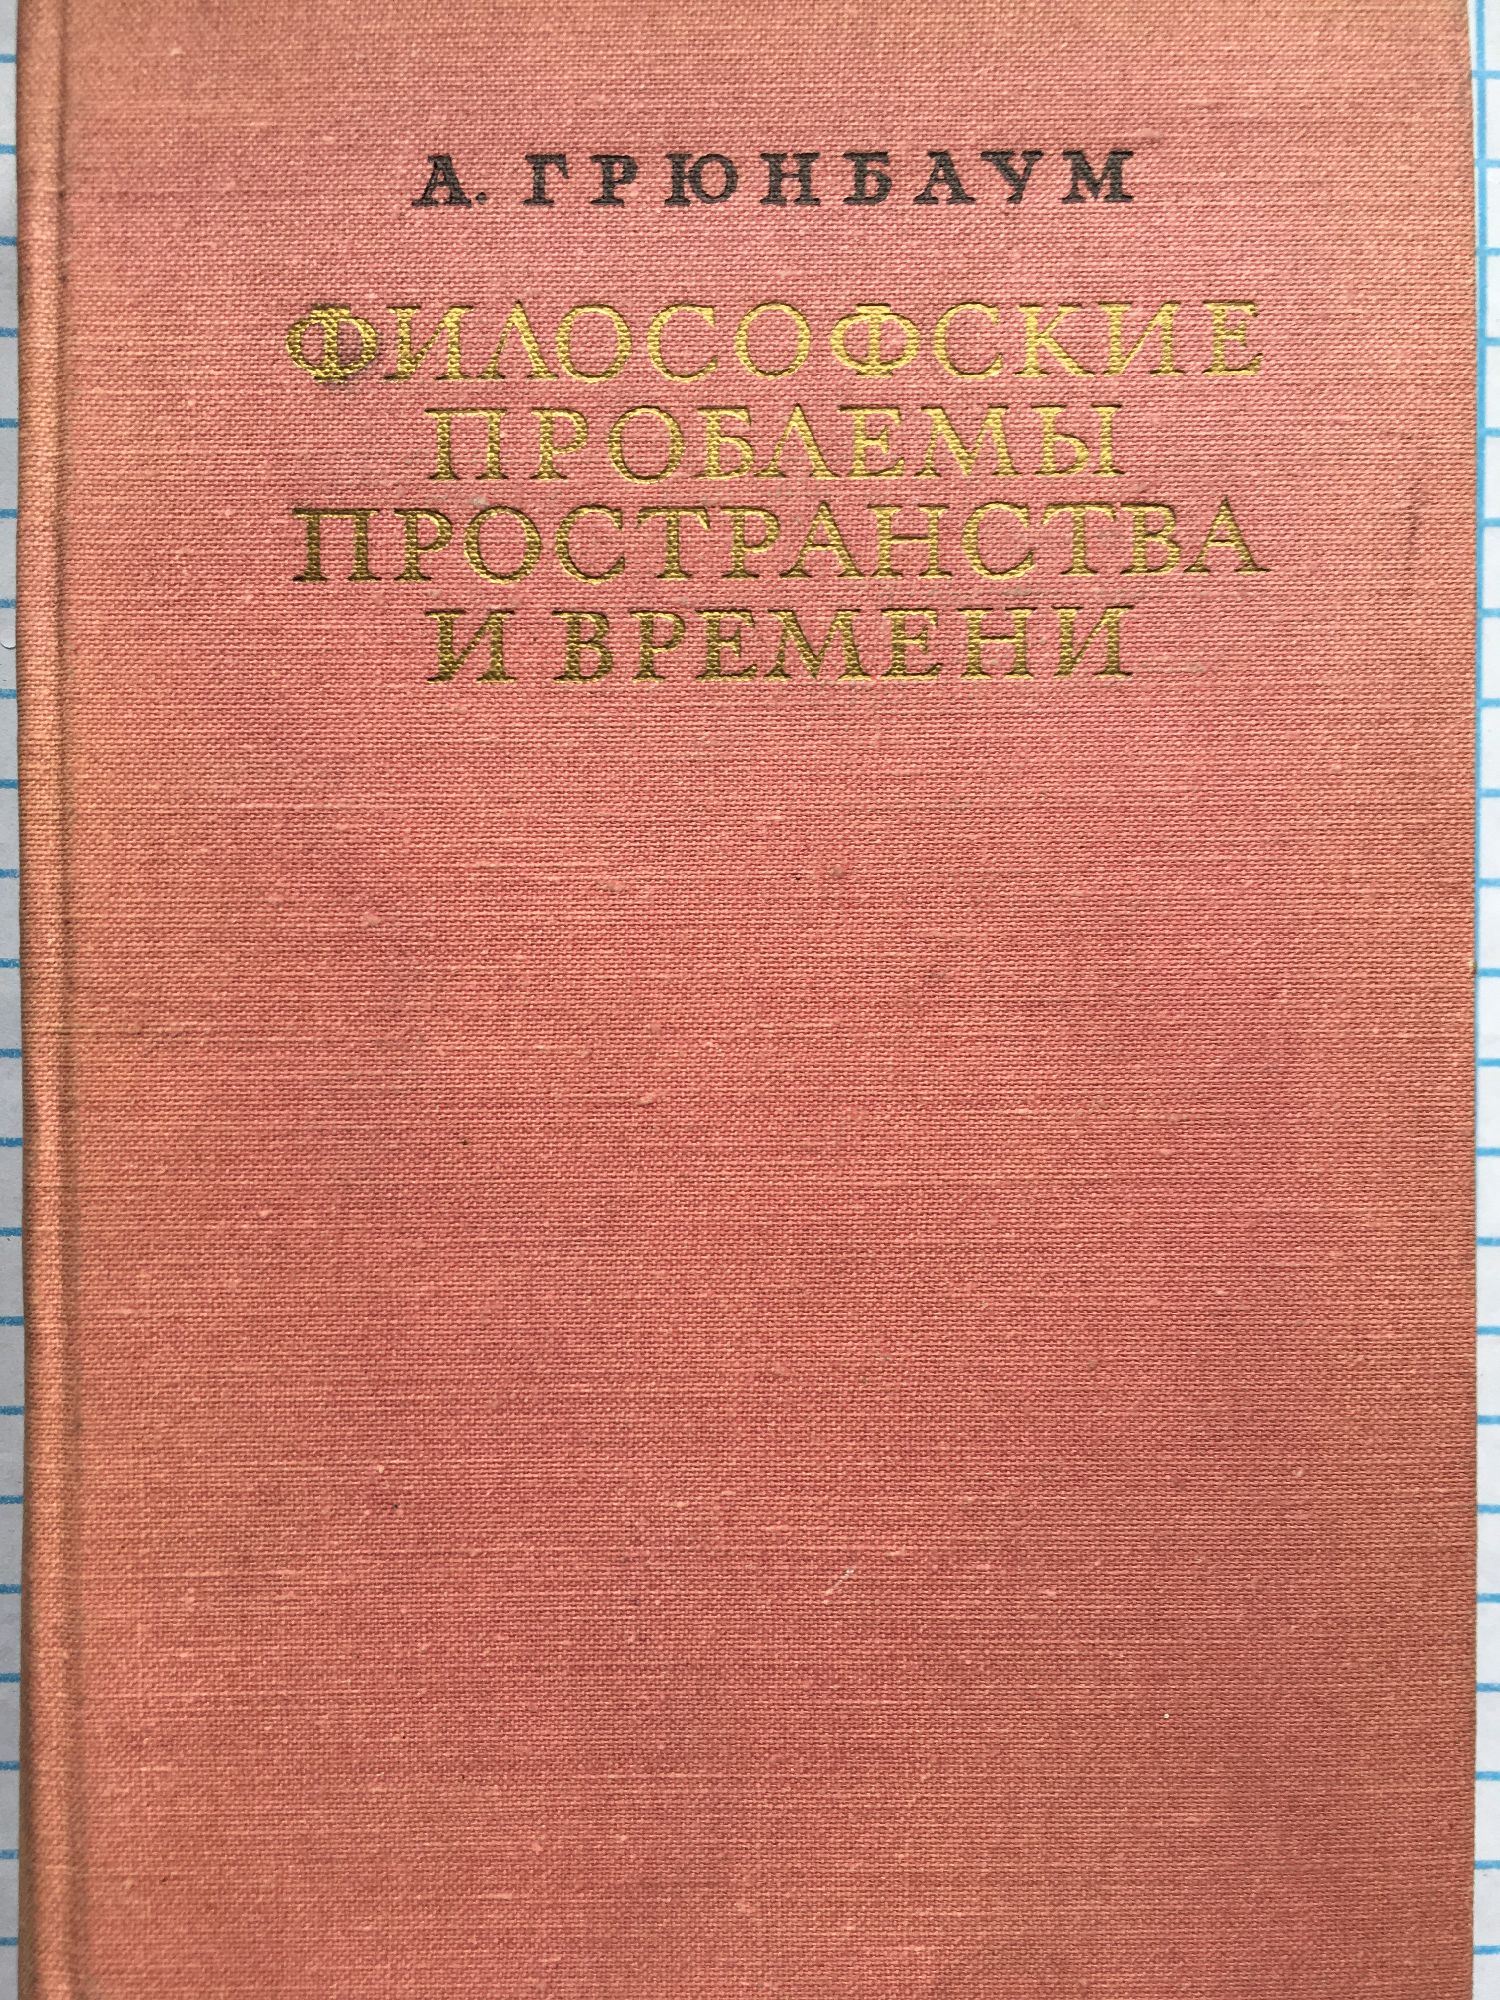 А. ГРЮНБАУМ
ФИЛОСОФСКИЕ
ПРОБЛЕМЫ
ПРОСТРАНСТВА
И ВРЕМЕНИ